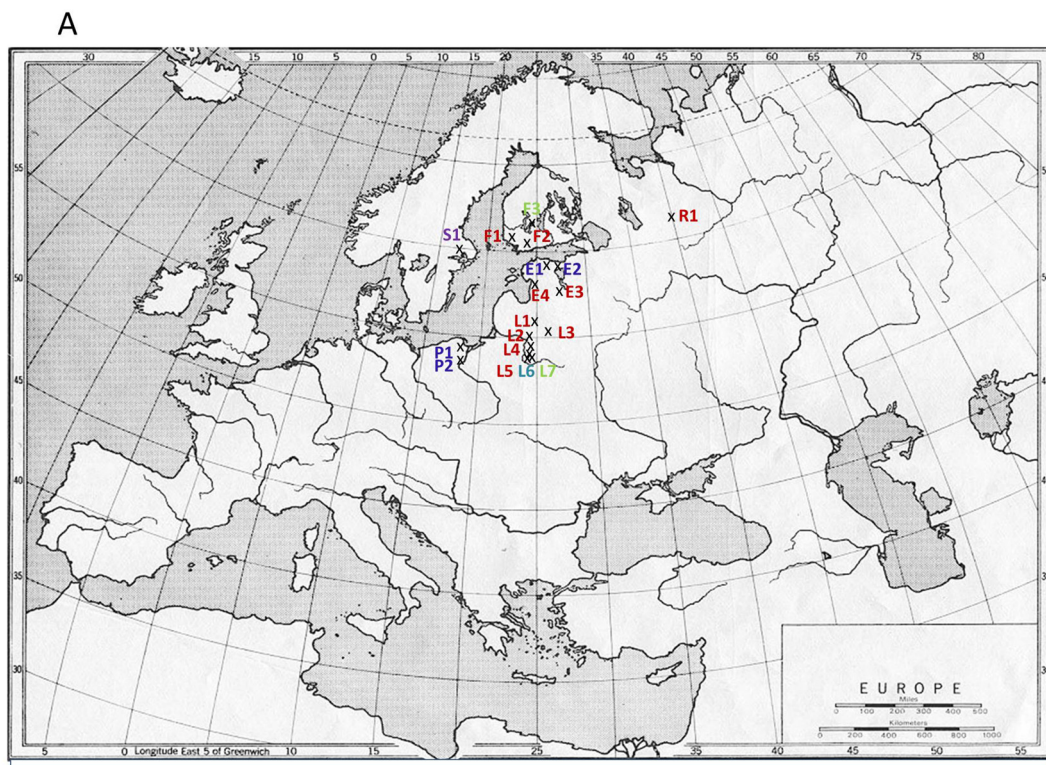 A
30 15 10 5 0 5 10 15 20 25 30 35 40 45 50 55 60 65 70 75 80
55
F3
R1
S1 F1 F2
50
E1 E2
E4 E3
L1
L2 L3
P1 L4
P2
L5 L6 L7
45
40
35
30
EUROPE
Miles
0 100 200 300 400 500
Kilometers
0 200 400 600 800 1000
5 0 Longitude East 5 of Greenwich 10 15 25 35 40 45 50 55